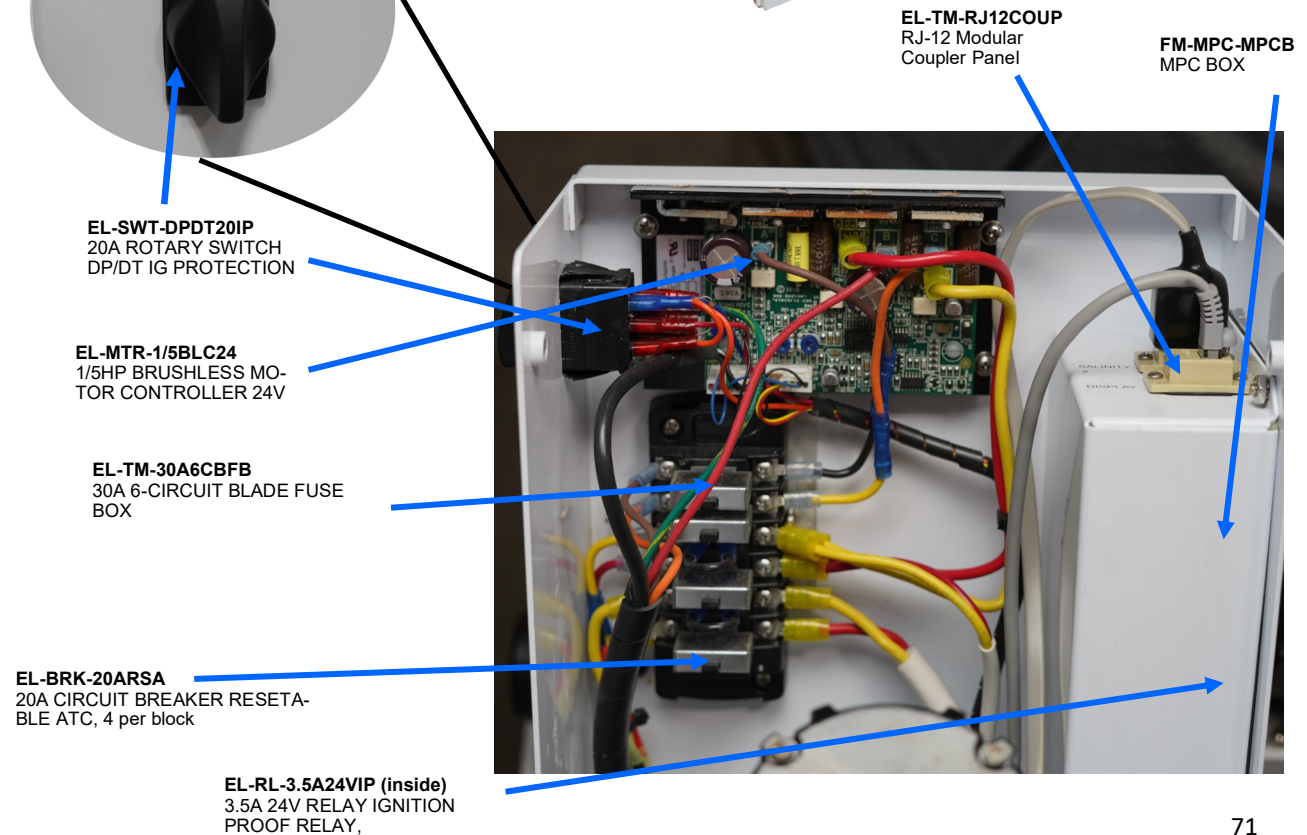 EL-TM-RJ12COUP
RJ-12 Modular
Coupler Panel
FM-MPC-MPCB
MPC BOX
EL-SWT-DPDT20IP
20A ROTARY SWITCH
DP/DT IG PROTECTION
EL-MTR-1/5BLC24
1/5HP BRUSHLESS MO-
TOR CONTROLLER 24V
EL-TM-30A6CBFB
30A 6-CIRCUIT BLADE FUSE
BOX
EL-BRK-20ARSA
20A CIRCUIT BREAKER RESETA-
BLE ATC, 4 per block
EL-RL-3.5A24VIP (inside)
3.5A 24V RELAY IGNITION
PROOF RELAY,
SALINITY
DISPLAY
A
B
C
71